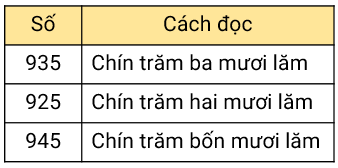 Số Cách đọc
935 Chín trăm ba mươi lăm
925 Chín trăm hai mươi lăm
945 Chín trăm bốn mươi lăm